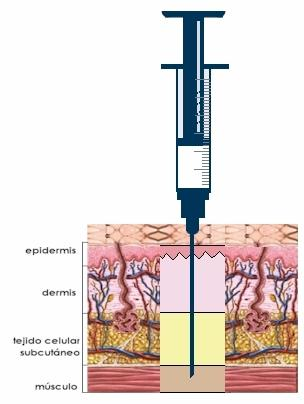 epidermis
dermis
tejido celular
subcutáneo
músculo